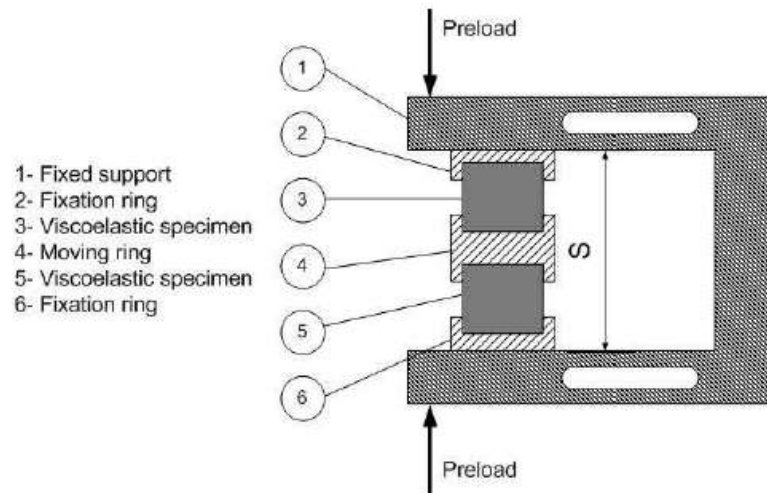 Preload
1
2
3
4
5
6
1- Fixed support
2- Fixation ring
3- Viscoelastic specimen
4- Moving ring
5- Viscoelastic specimen
6- Fixation ring
S
Preload